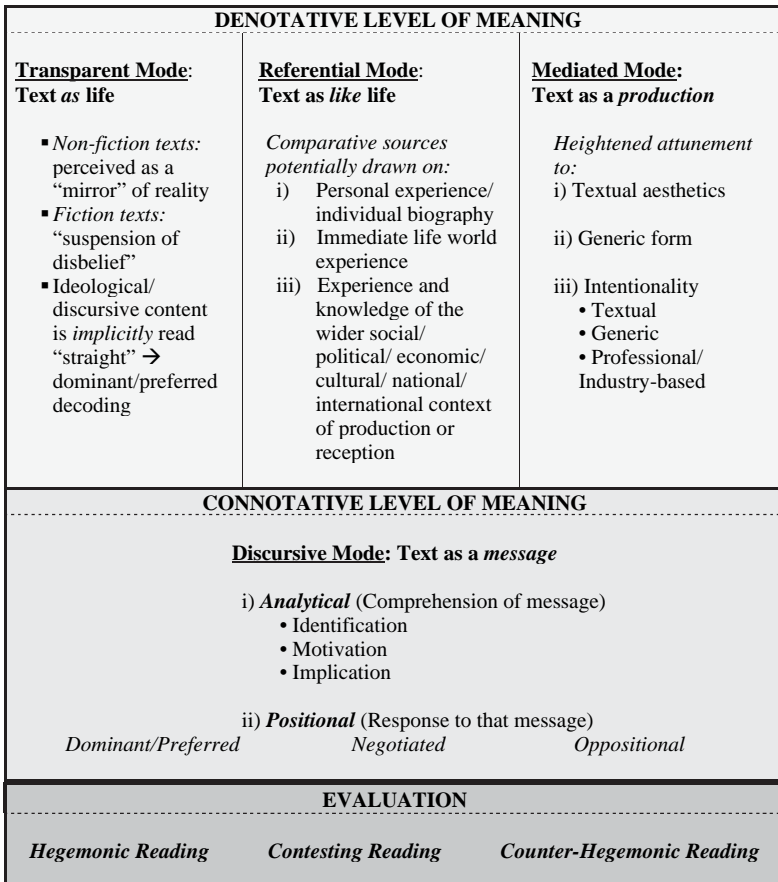 DENOTATIVE LEVEL OF MEANING
Transparent Mode:
Text as life
▪ Non-fiction texts:
perceived as a
“mirror” of reality
▪ Fiction texts:
“suspension of
disbelief”
▪ Ideological/
discursive content
is implicitly read
“straight” →
dominant/preferred
decoding
Referential Mode:
Text as like life
Comparative sources
potentially drawn on:
i) Personal experience/
individual biography
ii) Immediate life world
experience
iii) Experience and
knowledge of the
wider social/
political/ economic/
cultural/ national/
international context
of production or
reception
Mediated Mode:
Text as a production
Heightened attunement
to:
i) Textual aesthetics
ii) Generic form
iii) Intentionality
• Textual
• Generic
• Professional/
Industry-based
CONNOTATIVE LEVEL OF MEANING
Discursive Mode: Text as a message
i) Analytical (Comprehension of message)
• Identification
• Motivation
• Implication
ii) Positional (Response to that message)
Dominant/Preferred Negotiated Oppositional
EVALUATION
Hegemonic Reading Contesting Reading Counter-Hegemonic Reading